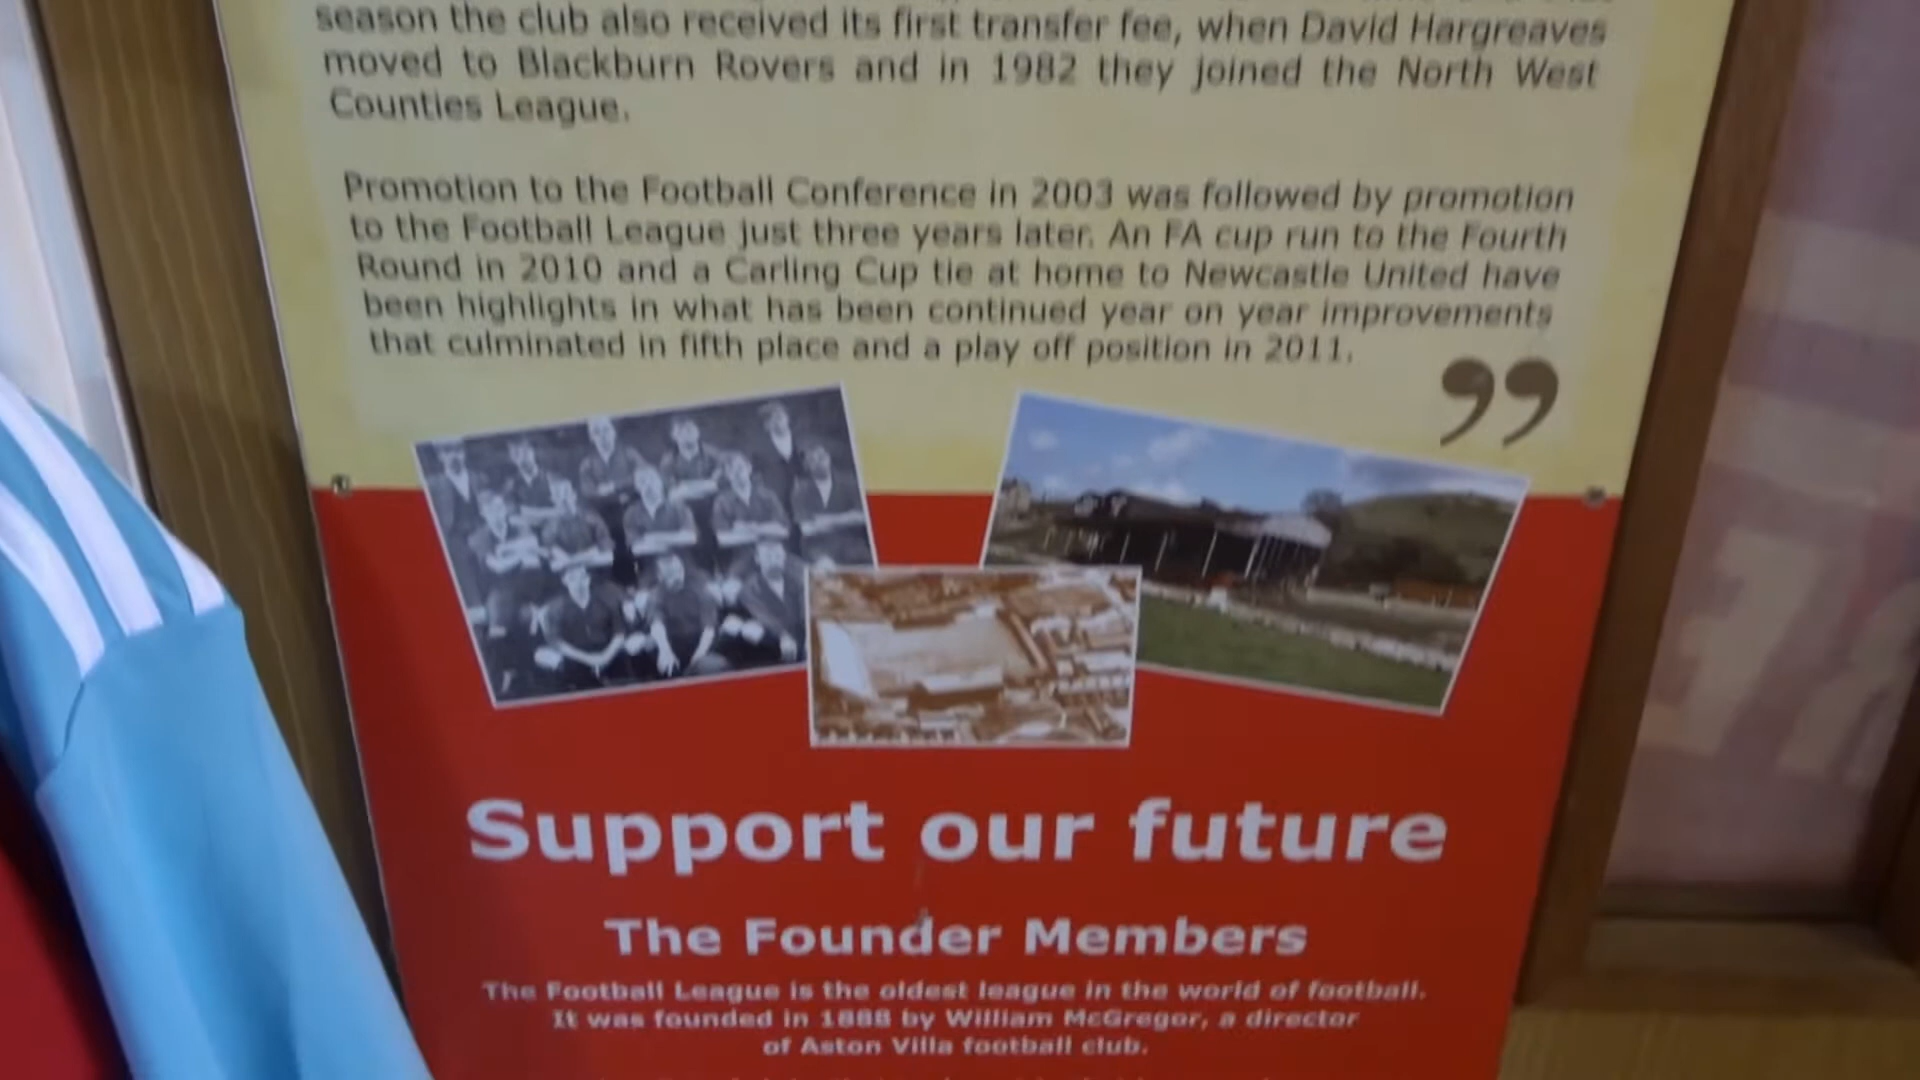 season the club also received its first transfer fee, when David Hargreaves
moved to Blackburn Rovers and in 1982 they joined the North West
Counties League.
Promotion to the Football Conference in 2003 was followed by promotion
to the Football League just three years later. An FA cup run to the Fourth
Round in 2010 and a Carling Cup tie at home to Newcastle United have
been highlights in what has been continued year on year improvements
that culminated in fifth place and a play off position in 2011.
”
Support our future
The Founder Members
The Football League is the oldest league in the world of football.
It was founded in 1888 by William McGregor, a director
of Aston Villa football club.